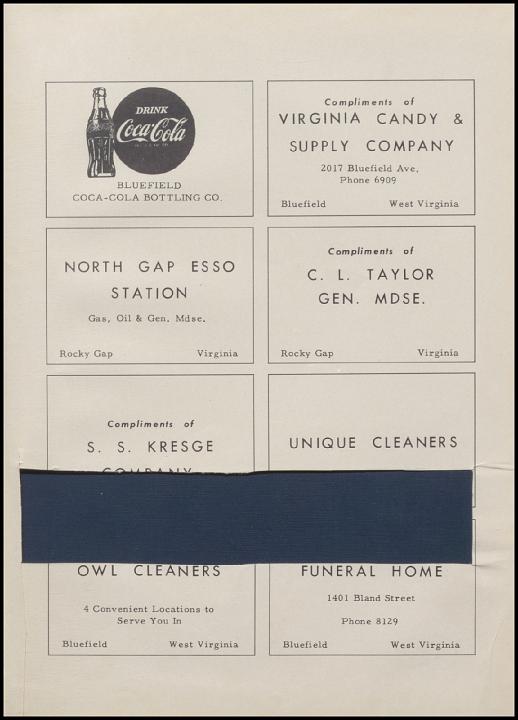 DRINK
Coca-Cola
BLUEFIELD
COCA-COLA BOTTLING CO.
Compliments of
VIRGINIA CANDY &
SUPPLY COMPANY
2017 Bluefield Ave.
Phone 6909
Bluefield West Virginia
NORTH GAP ESSO
STATION
Gas, Oil & Gen. Mdse.
Rocky Gap Virginia
Compliments of
C. L. TAYLOR
GEN. MDSE.
Rocky Gap Virginia
Compliments of
S. S. KRESGE
COMPANY
UNIQUE CLEANERS
OWL CLEANERS
4 Convenient Locations to
Serve You In
Bluefield West Virginia
FUNERAL HOME
1401 Bland Street
Phone 8129
Bluefield West Virginia